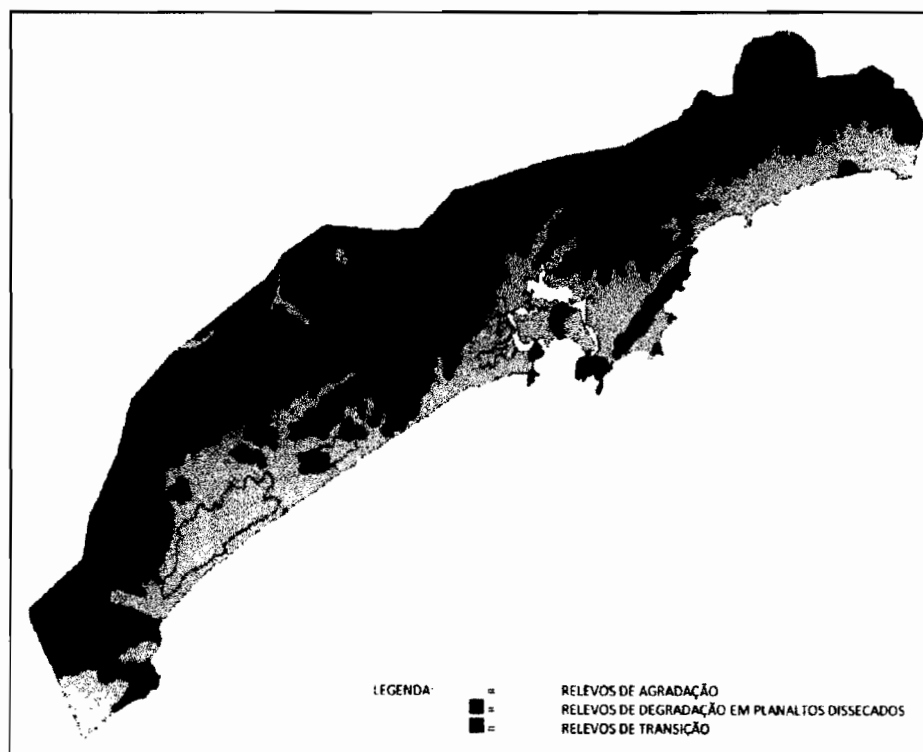 LEGENDA:
= RELEVOS DE AGRADAÇÃO
= RELEVOS DE DEGRADAÇÃO EM PLANALTOS DISSECADOS
= RELEVOS DE TRANSIÇÃO